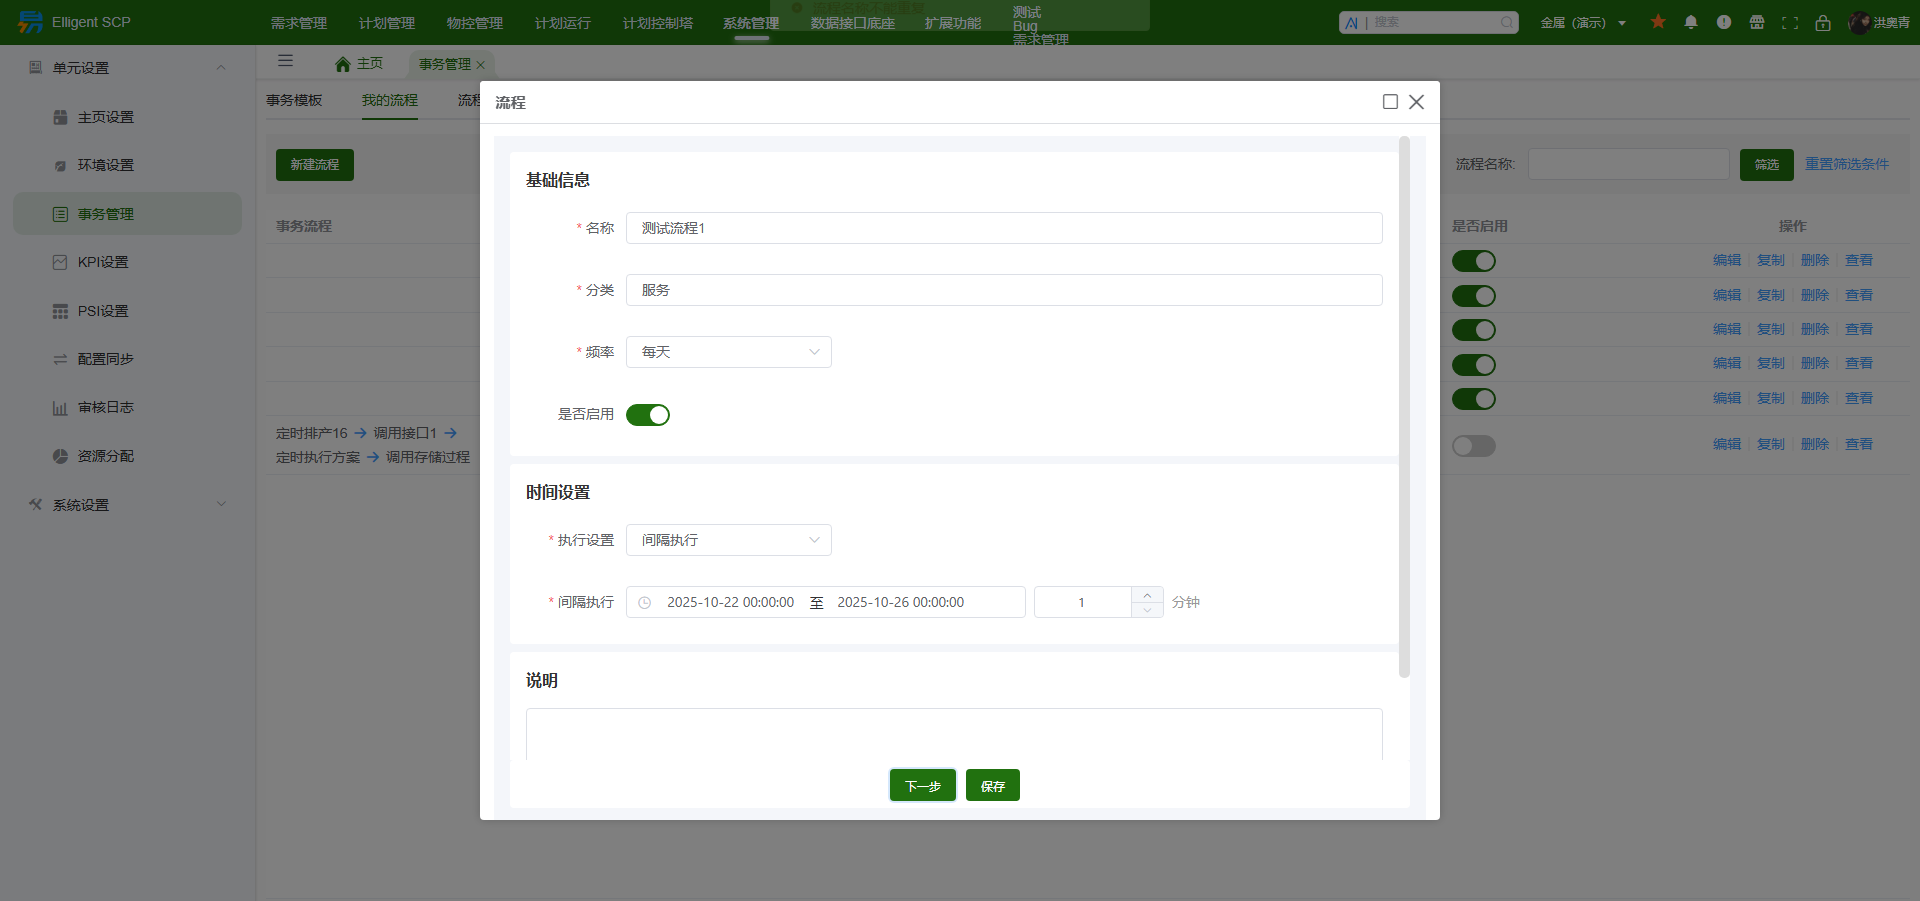 Elligent SCP
需求管理 计划管理 物控管理 计划运行 计划控制塔 系统管理 数据接口底座 扩展功能
流程名称不能重复
测试
Bug
需求管理
AI | 搜索
金属（演示）
洪奥青
单元设置
主页设置
环境设置
事务管理
KPI设置
PSI设置
配置同步
审核日志
资源分配
系统设置
主页 事务管理
事务模板 我的流程 流程
新建流程
流程名称: 筛选 重置筛选条件
事务流程 是否启用 操作
编辑 复制 删除 查看
编辑 复制 删除 查看
编辑 复制 删除 查看
编辑 复制 删除 查看
编辑 复制 删除 查看
定时排产16 → 调用接口1 →
定时执行方案 → 调用存储过程
编辑 复制 删除 查看
流程
基础信息
* 名称 测试流程1
* 分类 服务
* 频率 每天
是否启用
时间设置
* 执行设置 间隔执行
* 间隔执行 2025-10-22 00:00:00 至 2025-10-26 00:00:00 1 分钟
说明
下一步 保存